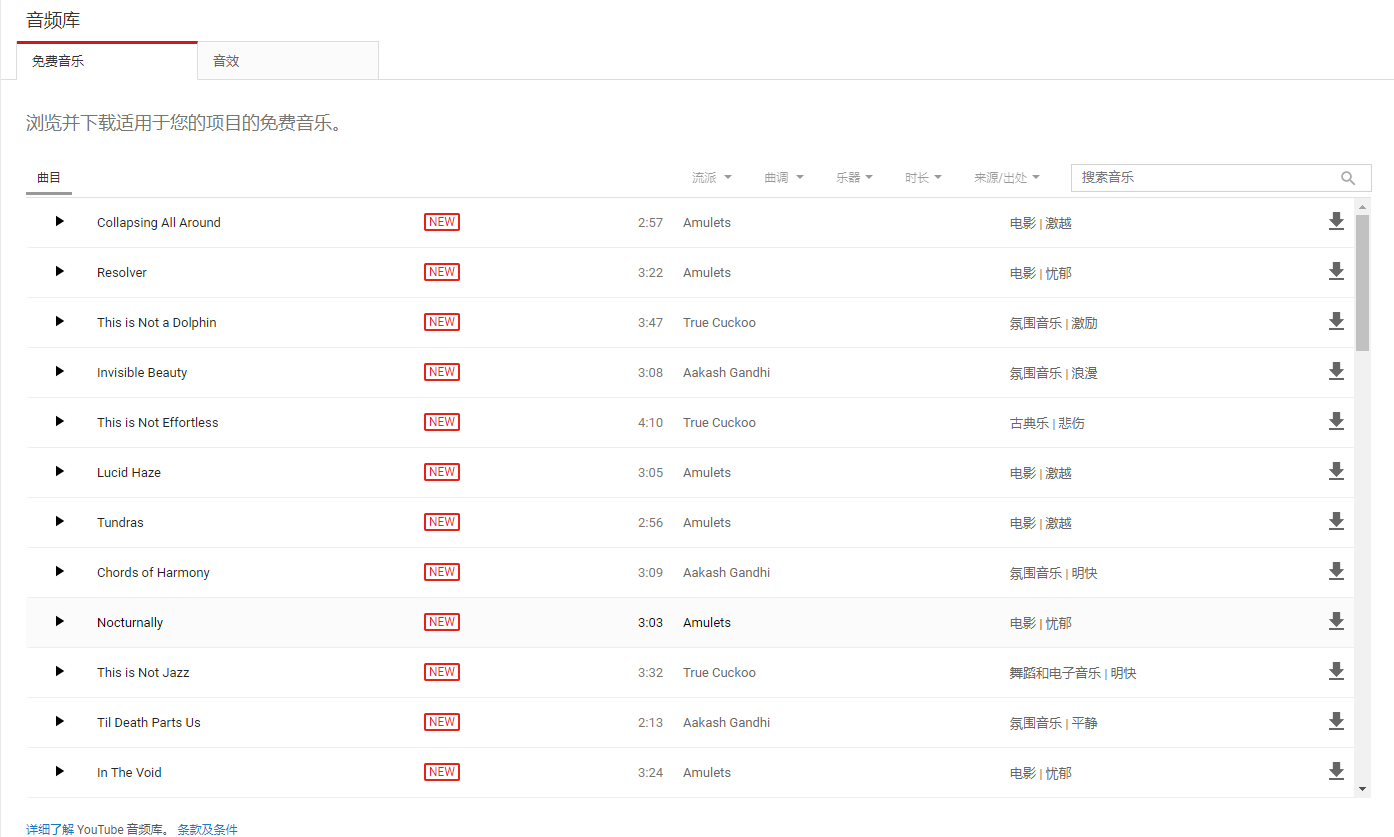 音频库
免费音乐 音效
浏览并下载适用于您的项目的免费音乐。
曲目 流派 曲调 乐器 时长 来源/出处 搜索音乐
Collapsing All Around NEW 2:57 Amulets 电影 | 激越
Resolver NEW 3:22 Amulets 电影 | 忧郁
This is Not a Dolphin NEW 3:47 True Cuckoo 氛围音乐 | 激励
Invisible Beauty NEW 3:08 Aakash Gandhi 氛围音乐 | 浪漫
This is Not Effortless NEW 4:10 True Cuckoo 古典乐 | 悲伤
Lucid Haze NEW 3:05 Amulets 电影 | 激越
Tundras NEW 2:56 Amulets 电影 | 激越
Chords of Harmony NEW 3:09 Aakash Gandhi 氛围音乐 | 明快
Nocturnally NEW 3:03 Amulets 电影 | 忧郁
This is Not Jazz NEW 3:32 True Cuckoo 舞蹈和电子音乐 | 明快
Til Death Parts Us NEW 2:13 Aakash Gandhi 氛围音乐 | 平静
In The Void NEW 3:24 Amulets 电影 | 忧郁
详细了解 YouTube 音频库。 条款及条件